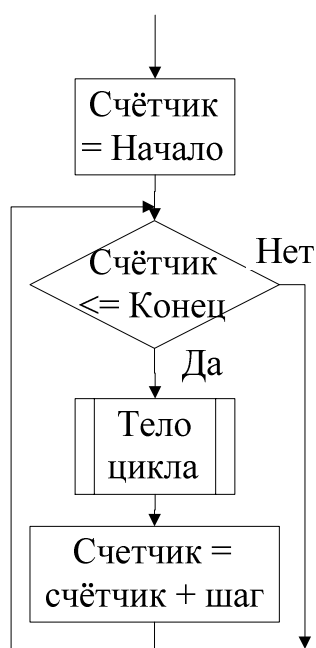 Счётчик
= Начало
Счётчик
<= Конец
Нет
Да
Тело
цикла
Счетчик =
счётчик + шаг